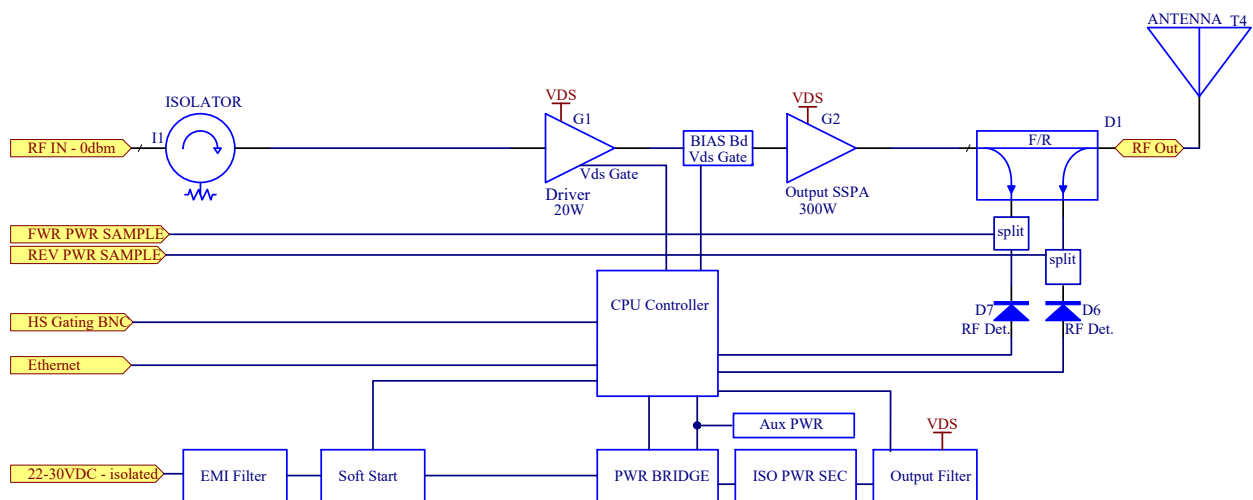 ANTENNA T4
ISOLATOR
VDS
VDS
I1
G1
G2
D1
RF IN - 0dbm
BIAS Bd
Vds Gate
F/R
RF Out
Vds Gate
Driver
20W
Output SSPA
300W
FWR PWR SAMPLE
split
REV PWR SAMPLE
split
CPU Controller
D7
RF Det.
D6
RF Det.
HS Gating BNC
Ethernet
Aux PWR
VDS
22-30VDC - isolated
EMI Filter
Soft Start
PWR BRIDGE
ISO PWR SEC
Output Filter